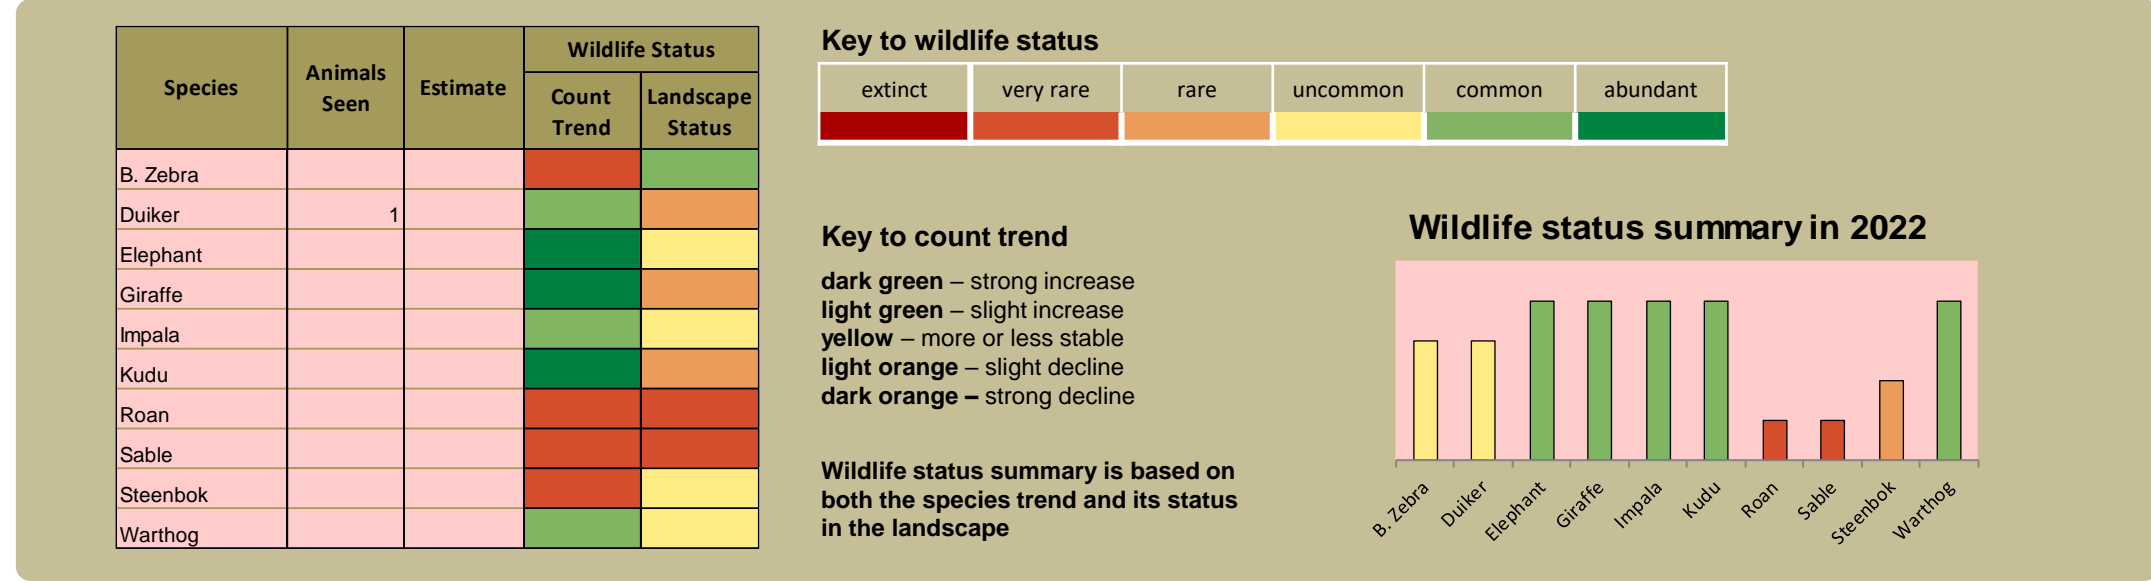 Species
Animals
Seen
Estimate
Wildlife Status
Count
Trend
Landscape
Status
B. Zebra
Duiker 1
Elephant
Giraffe
Impala
Kudu
Roan
Sable
Steenbok
Warthog
Key to wildlife status
extinct very rare rare uncommon common abundant
Key to count trend
dark green – strong increase
light green – slight increase
yellow – more or less stable
light orange – slight decline
dark orange – strong decline
Wildlife status summary is based on
both the species trend and its status
in the landscape
Wildlife status summary in 2022
B. Zebra Duiker Elephant Giraffe Impala Kudu Roan Sable Steenbok Warthog